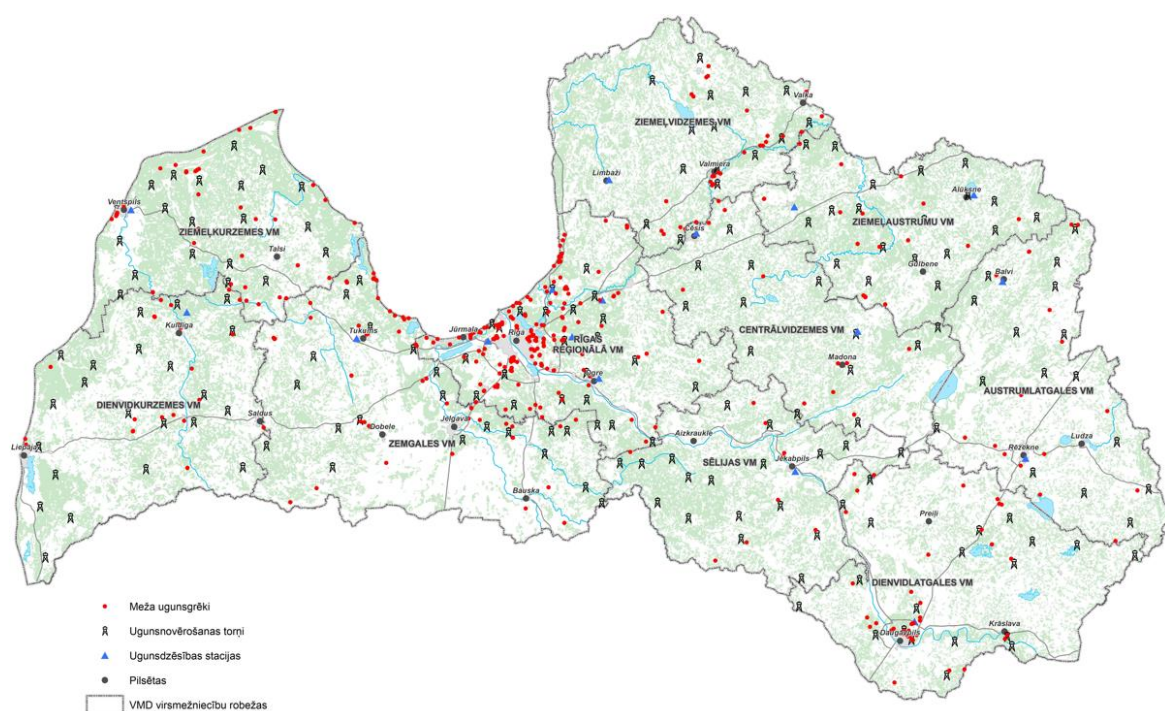 Valka
ZIEMEĻVIDZEMES VM
Limbaži
Valmiera
Alūksne
Ventspils
ZIEMEĻKURZEMES VM
ZIEMEĻAUSTRUMU VM
Cēsis
Talsi
Gulbene
Balvi
Kuldīga
Tukums
Jūrmala
Rīga
RĪGAS
REĢIONĀLĀ VM
CENTRĀLVIDZEMES VM
Madona
Ogre
AUSTRUMLATGALES VM
DIENVIDKURZEMES VM
Saldus
Dobele
Jelgava
ZEMGALES VM
Aizkraukle
Liepāja
Rēzekne
Ludza
SĒLIJAS VM
Jēkabpils
Bauska
Preiļi
DIENVIDLATGALES VM
Daugavpils
Krāslava
Meža ugunsgrēki
Ugunsnovērošanas torņi
Ugunsdzēsības stacijas
Pilsētas
VMD virsmežniecību robežas